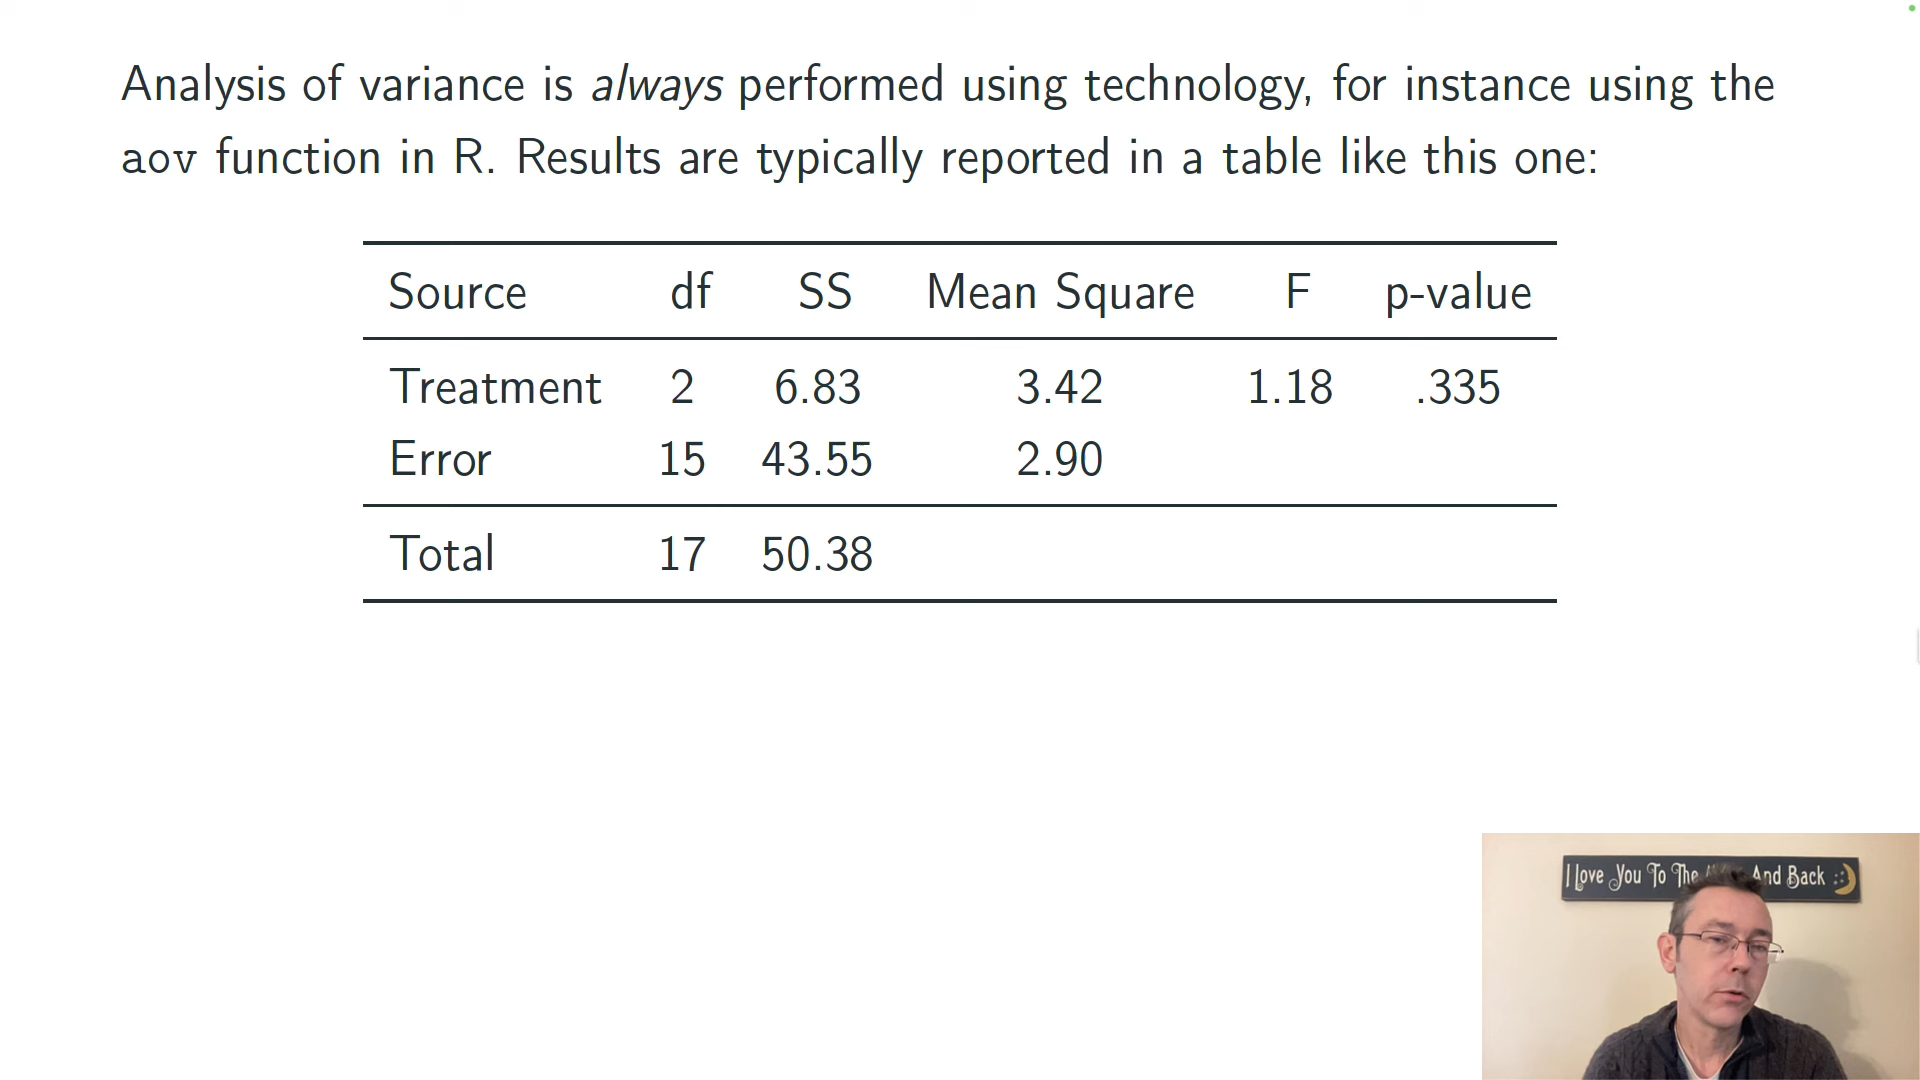 Analysis of variance is always performed using technology, for instance using the
aov function in R. Results are typically reported in a table like this one:
Source df SS Mean Square F p-value
Treatment 2 6.83 3.42 1.18 .335
Error 15 43.55 2.90
Total 17 50.38
I Love You To The And Back